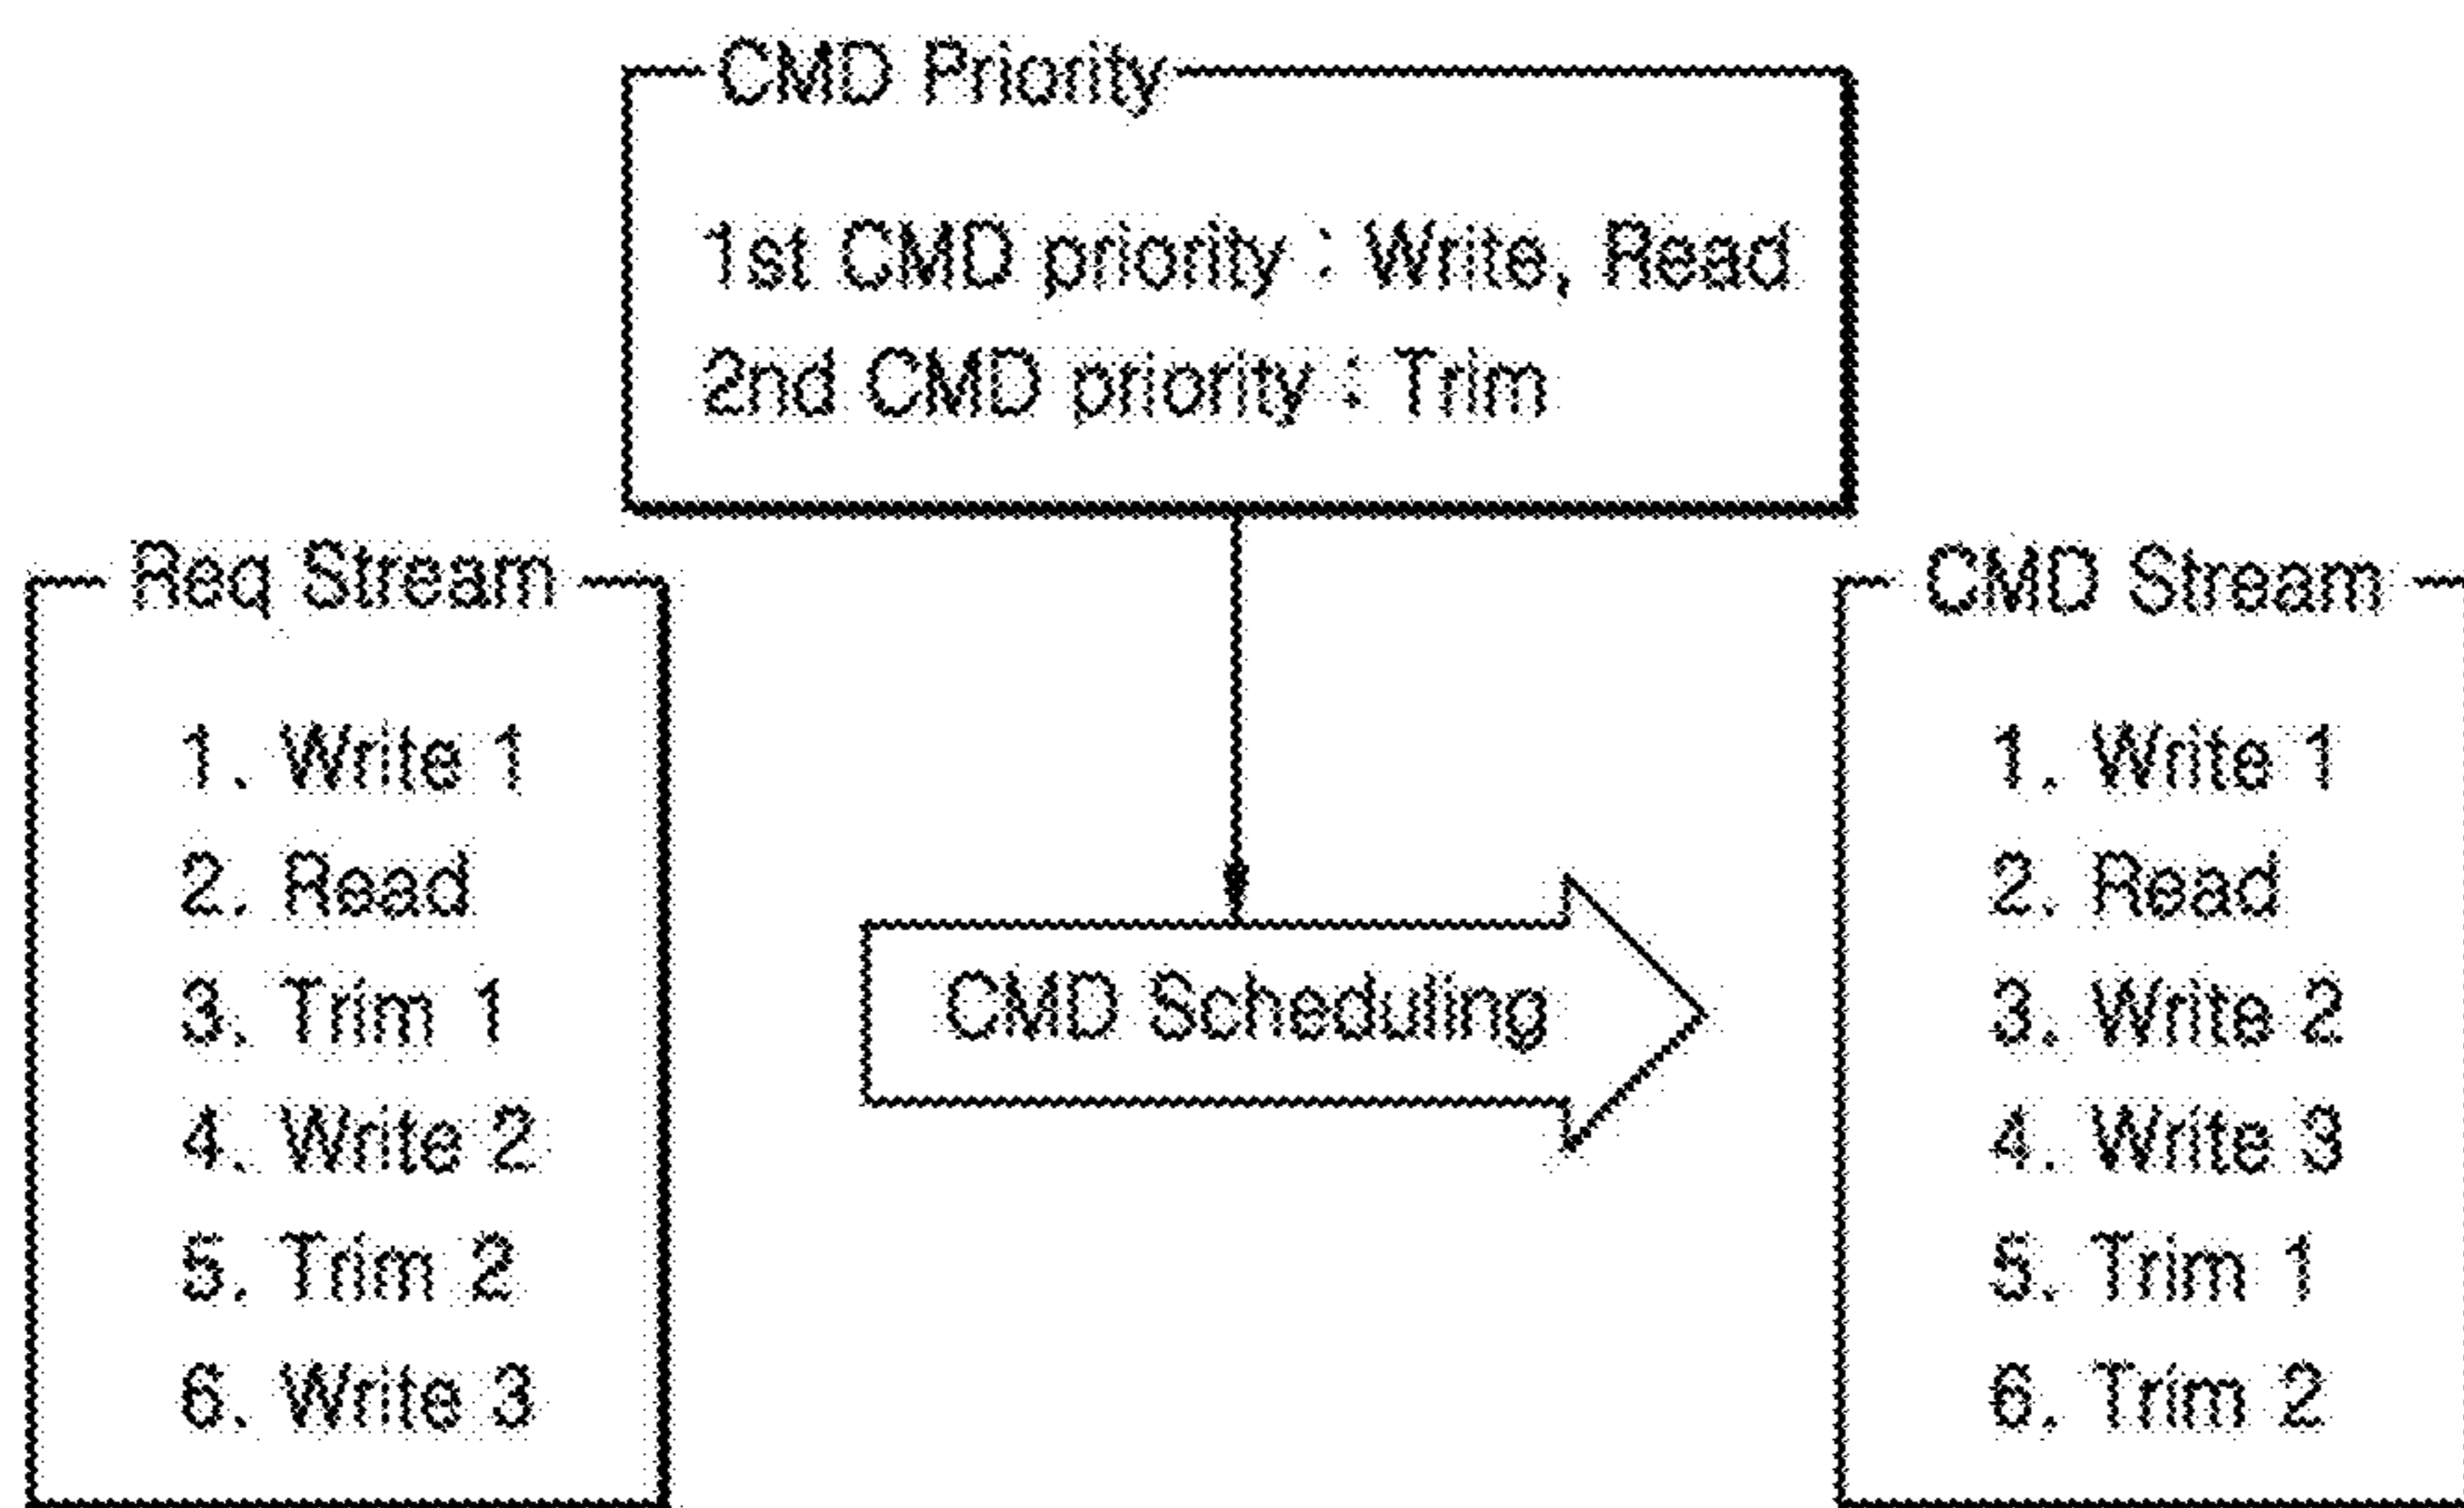 CMD Priority
1st CMD priority : Write, Read
2nd CMD priority : Trim
Req Stream
1. Write 1
2. Read
3. Trim 1
4. Write 2
5. Trim 2
6. Write 3
CMD Scheduling
CMD Stream
1. Write 1
2. Read
3. Write 2
4. Write 3
5. Trim 1
6. Trim 2